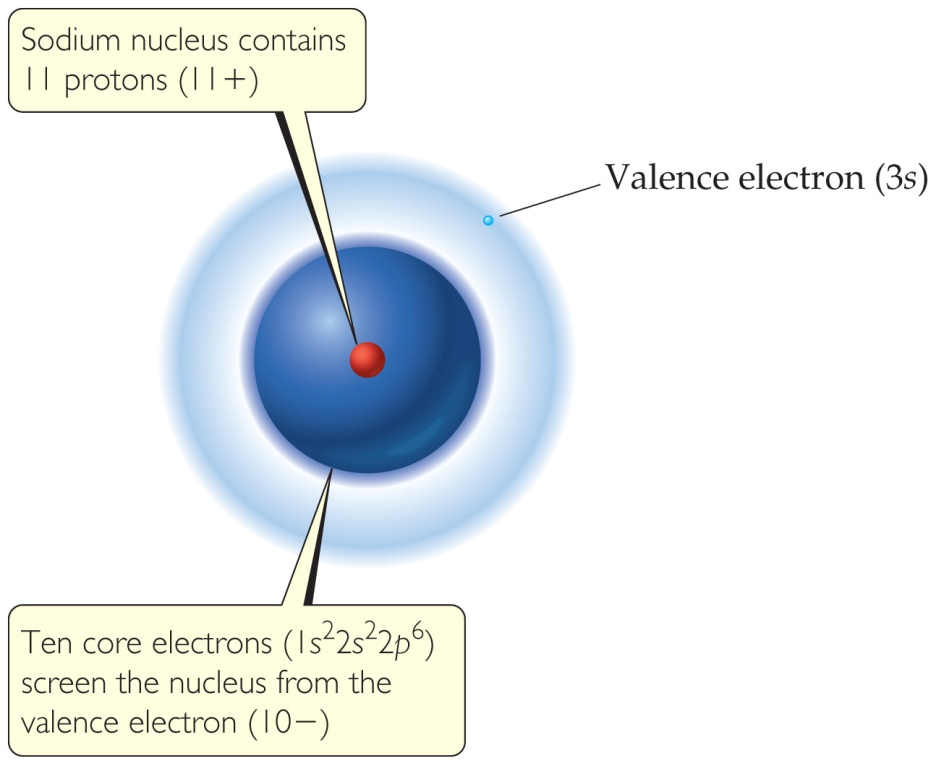 Sodium nucleus contains
11 protons (11+)
Valence electron (3s)
Ten core electrons (1s²2s²2p⁶)
screen the nucleus from the
valence electron (10−)